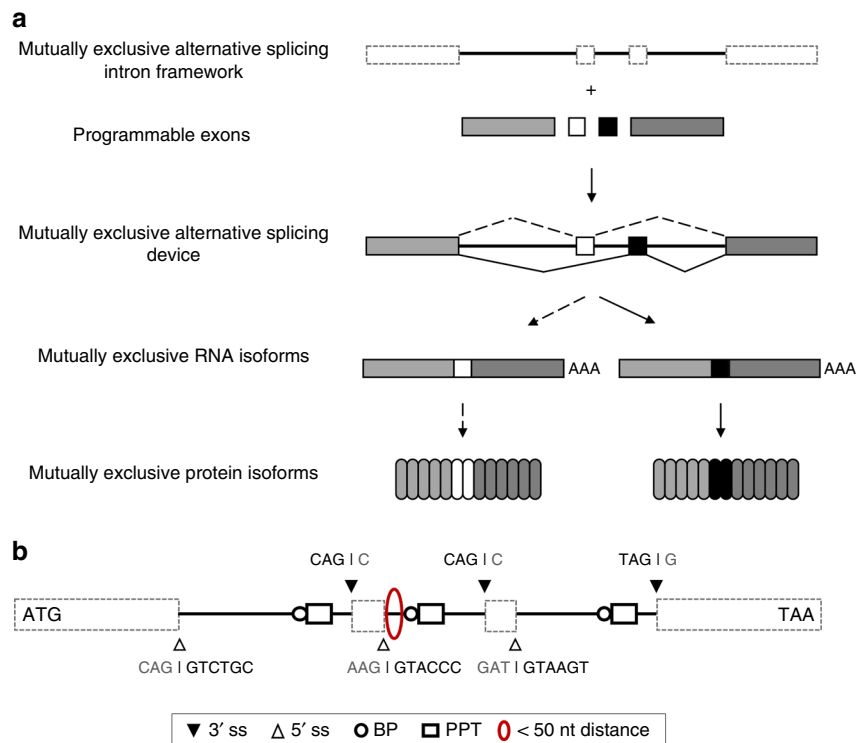 a
Mutually exclusive alternative splicing
intron framework
+
Programmable exons
Mutually exclusive alternative splicing
device
Mutually exclusive RNA isoforms
AAA
AAA
Mutually exclusive protein isoforms
b
CAG I C
CAG I C
TAG I G
ATG
TAA
CAG I GTCTGC
AAG I GTACCC
GAT I GTAAGT
3′ ss
5′ ss
BP
PPT
< 50 nt distance